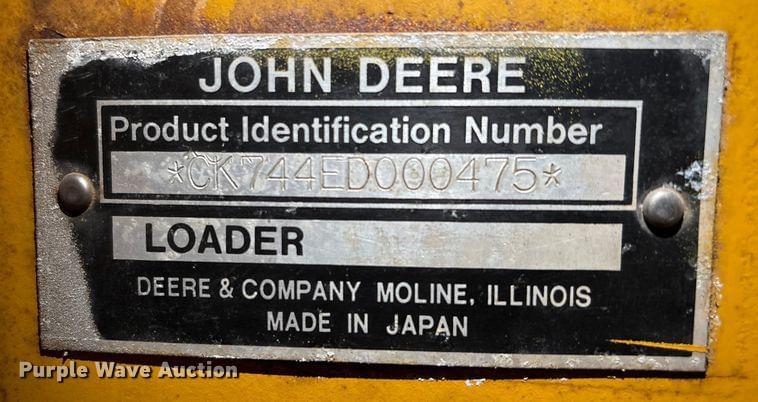 JOHN DEERE
Product Identification Number
*CK744ED000475*
LOADER
DEERE & COMPANY MOLINE, ILLINOIS
MADE IN JAPAN
Purple Wave Auction